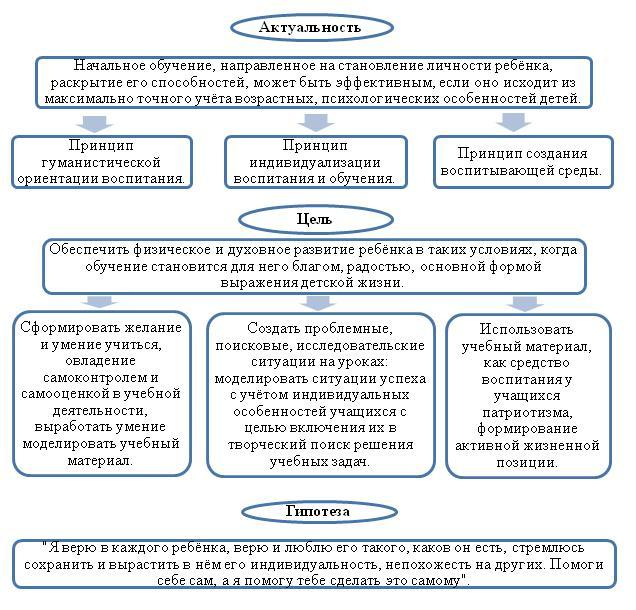 Актуальность
Начальное обучение, направленное на становление личности ребёнка,
раскрытие его способностей, может быть эффективным, если оно исходит из
максимально точного учёта возрастных, психологических особенностей детей.
Принцип
гуманистической
ориентации воспитания.
Принцип
индивидуализации
воспитания и обучения.
Принцип создания
воспитывающей среды.
Цель
Обеспечить физическое и духовное развитие ребёнка в таких условиях, когда
обучение становится для него благом, радостью, основной формой
выражения детской жизни.
Сформировать желание
и умение учиться,
овладение
самоконтролем и
самооценкой в учебной
деятельности,
выработать умение
моделировать учебный
материал.
Создать проблемные,
поисковые, исследовательские
ситуации на уроках:
моделировать ситуации успеха
с учётом индивидуальных
особенностей учащихся с
целью включения их в
творческий поиск решения
учебных задач.
Использовать
учебный материал,
как средство
воспитания у
учащихся
патриотизма,
формирование
активной жизненной
позиции.
Гипотеза
"Я верю в каждого ребёнка, верю и люблю его такого, каков он есть, стремлюсь
сохранить и вырастить в нём его индивидуальность, непохожесть на других. Помоги
себе сам, а я помогу тебе сделать это самому".